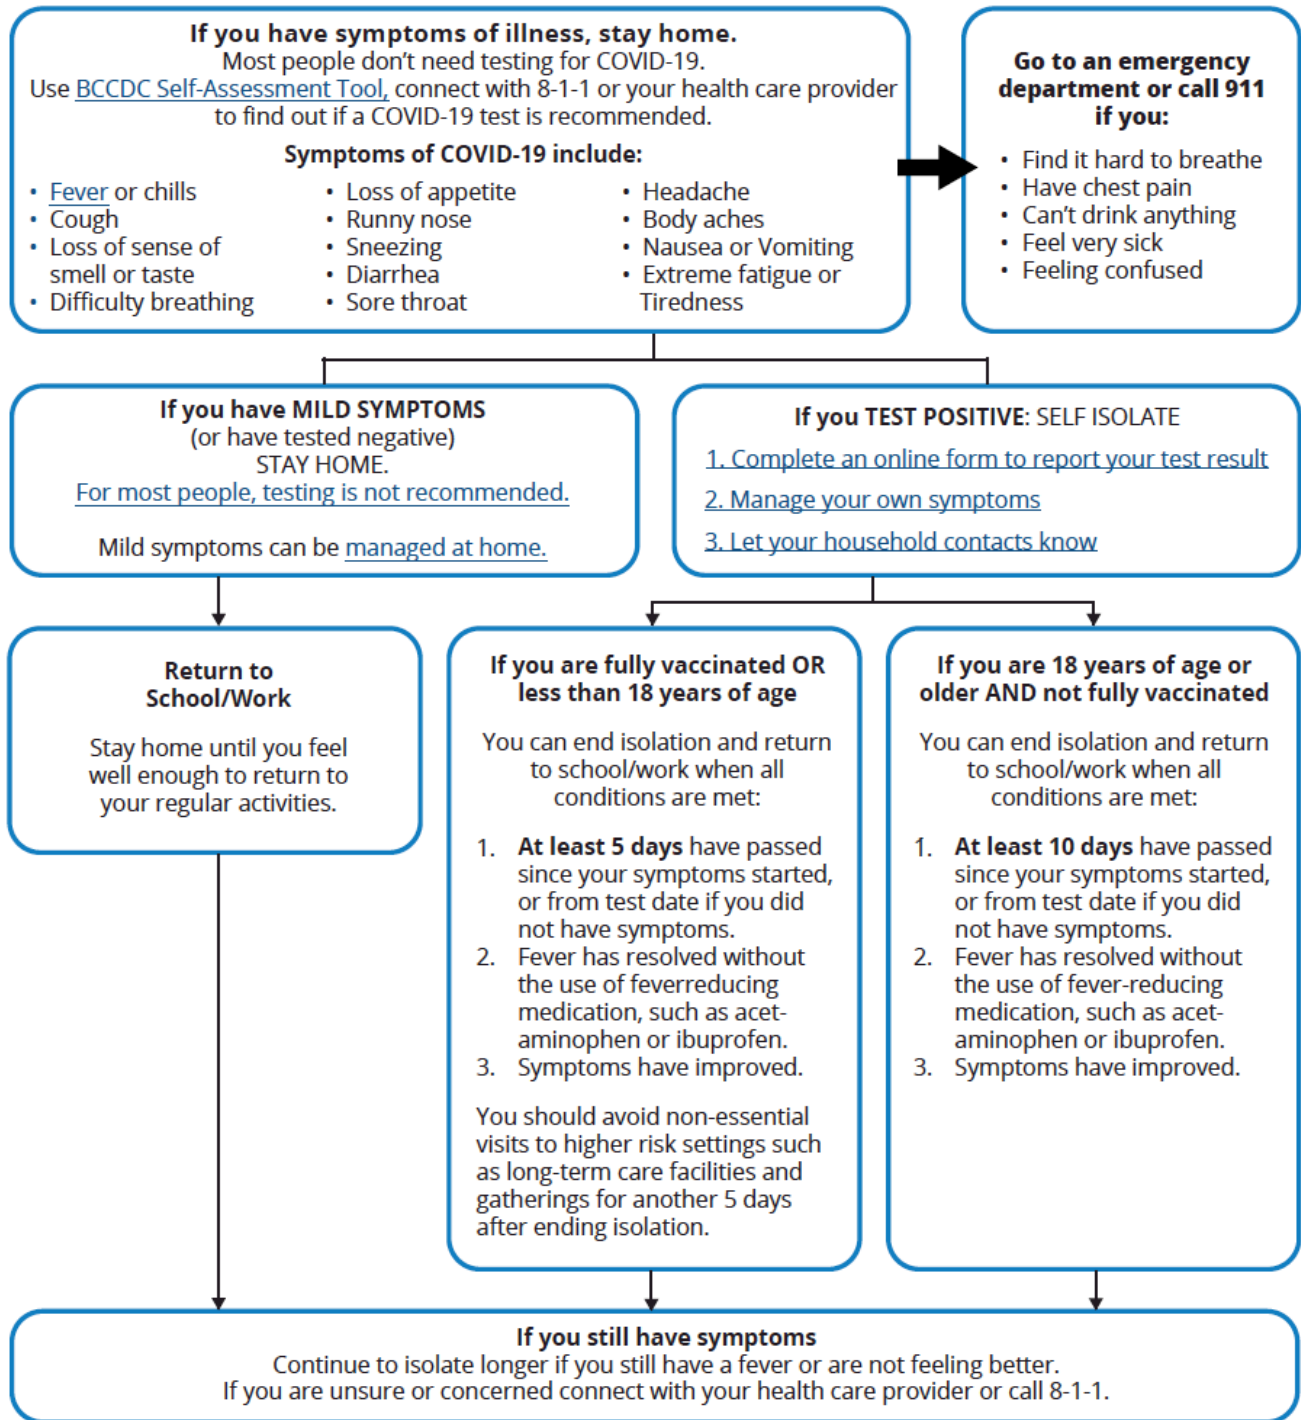 If you have symptoms of illness, stay home.
Most people don't need testing for COVID-19.
Use BCCDC Self-Assessment Tool, connect with 8-1-1 or your health care provider
to find out if a COVID-19 test is recommended.
Symptoms of COVID-19 include:
• Fever or chills
• Cough
• Loss of sense of
smell or taste
• Difficulty breathing
• Loss of appetite
• Runny nose
• Sneezing
• Diarrhea
• Sore throat
• Headache
• Body aches
• Nausea or Vomiting
• Extreme fatigue or
Tiredness
Go to an emergency
department or call 911
if you:
• Find it hard to breathe
• Have chest pain
• Can't drink anything
• Feel very sick
• Feeling confused
If you have MILD SYMPTOMS
(or have tested negative)
STAY HOME.
For most people, testing is not recommended.
Mild symptoms can be managed at home.
If you TEST POSITIVE: SELF ISOLATE
1. Complete an online form to report your test result
2. Manage your own symptoms
3. Let your household contacts know
Return to
School/Work
Stay home until you feel
well enough to return to
your regular activities.
If you are fully vaccinated OR
less than 18 years of age
You can end isolation and return
to school/work when all
conditions are met:
1. At least 5 days have passed
since your symptoms started,
or from test date if you did
not have symptoms.
2. Fever has resolved without
the use of feverreducing
medication, such as acet-
aminophen or ibuprofen.
3. Symptoms have improved.
You should avoid non-essential
visits to higher risk settings such
as long-term care facilities and
gatherings for another 5 days
after ending isolation.
If you are 18 years of age or
older AND not fully vaccinated
You can end isolation and return
to school/work when all
conditions are met:
1. At least 10 days have passed
since your symptoms started,
or from test date if you did
not have symptoms.
2. Fever has resolved without
the use of fever-reducing
medication, such as acet-
aminophen or ibuprofen.
3. Symptoms have improved.
If you still have symptoms
Continue to isolate longer if you still have a fever or are not feeling better.
If you are unsure or concerned connect with your health care provider or call 8-1-1.